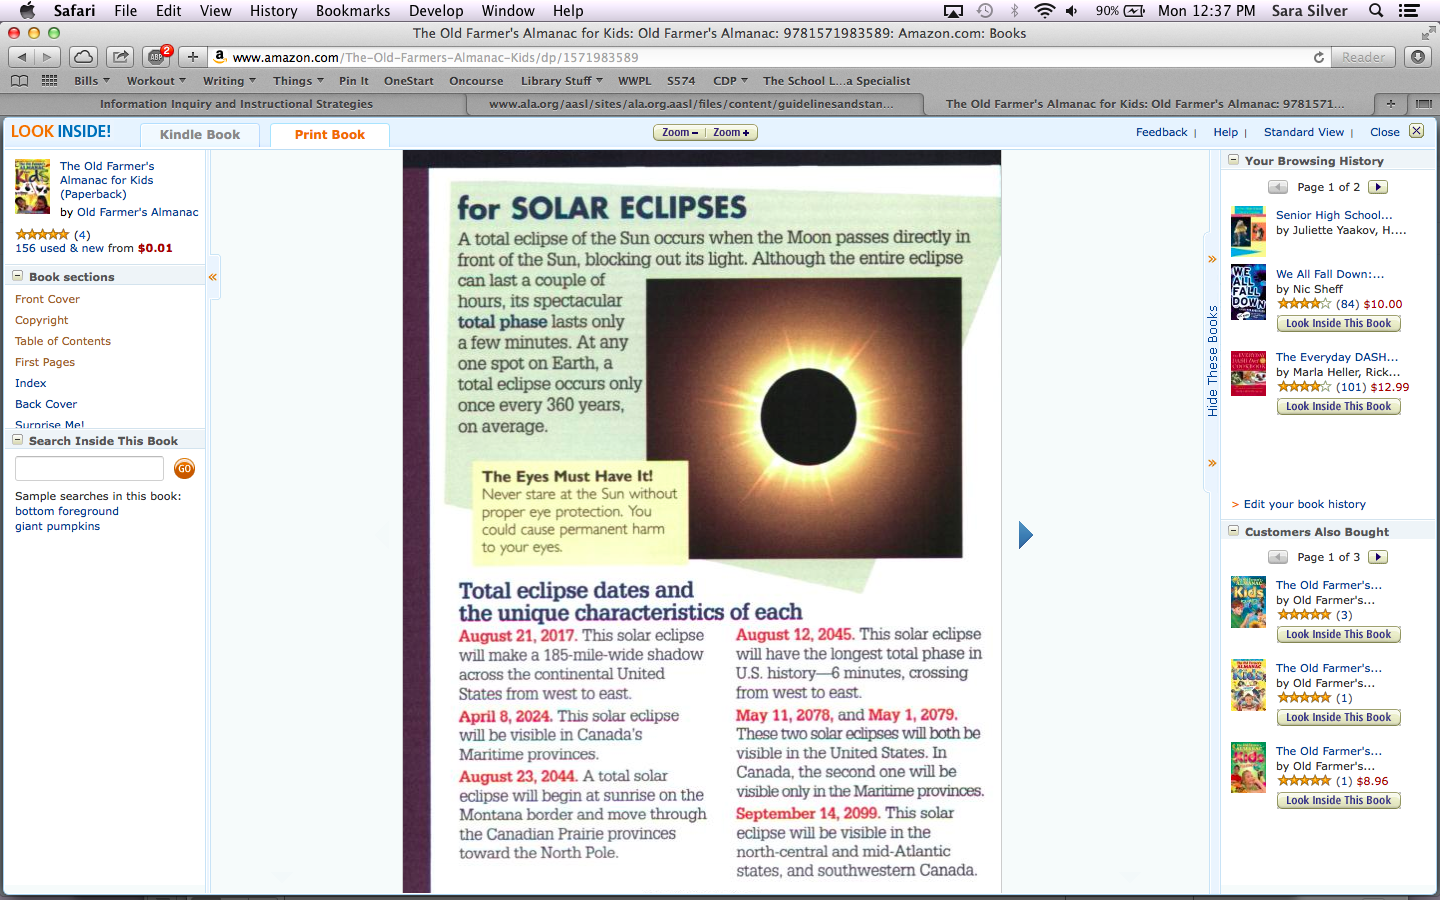 Safari File Edit View History Bookmarks Develop Window Help 90% Mon 12:37 PM Sara Silver
The Old Farmer's Almanac for Kids: Old Farmer's Almanac: 9781571983589: Amazon.com: Books
ABP 2 www.amazon.com/The-Old-Farmers-Almanac-Kids/dp/1571983589 Reader
Bills Workout Writing Things Pin It OneStart Oncourse Library Stuff WWPL S574 CDP The School L...a Specialist
Information Inquiry and Instructional Strategies
www.ala.org/aasl/sites/ala.org.aasl/files/content/guidelinesandstan...
The Old Farmer's Almanac for Kids: Old Farmer's Almanac: 9781571...
LOOK INSIDE! Kindle Book Print Book Zoom – Zoom + Feedback | Help | Standard View | Close
The Old Farmer's
Almanac for Kids
(Paperback)
by Old Farmer's Almanac
(4)
156 used & new from $0.01
Book sections
Front Cover
Copyright
Table of Contents
First Pages
Index
Back Cover
Surprise Me!
Search Inside This Book
GO
Sample searches in this book:
bottom foreground
giant pumpkins
for SOLAR ECLIPSES
A total eclipse of the Sun occurs when the Moon passes directly in
front of the Sun, blocking out its light. Although the entire eclipse
can last a couple of
hours, its spectacular
total phase lasts only
a few minutes. At any
one spot on Earth, a
total eclipse occurs only
once every 360 years,
on average.
The Eyes Must Have It!
Never stare at the Sun without
proper eye protection. You
could cause permanent harm
to your eyes.
Total eclipse dates and
the unique characteristics of each
August 21, 2017. This solar eclipse
will make a 185-mile-wide shadow
across the continental United
States from west to east.
April 8, 2024. This solar eclipse
will be visible in Canada's
Maritime provinces.
August 23, 2044. A total solar
eclipse will begin at sunrise on the
Montana border and move through
the Canadian Prairie provinces
toward the North Pole.
August 12, 2045. This solar eclipse
will have the longest total phase in
U.S. history—6 minutes, crossing
from west to east.
May 11, 2078, and May 1, 2079.
These two solar eclipses will both be
visible in the United States. In
Canada, the second one will be
visible only in the Maritime provinces.
September 14, 2099. This solar
eclipse will be visible in the
north-central and mid-Atlantic
states, and southwestern Canada.
Hide These Books
Your Browsing History
Page 1 of 2
Senior High School...
by Juliette Yaakov, H....
WE ALL FALL DOWN
We All Fall Down:...
by Nic Sheff
(84) $10.00
Look Inside This Book
The Everyday DASH...
by Marla Heller, Rick...
(101) $12.99
Look Inside This Book
> Edit your book history
Customers Also Bought
Page 1 of 3
The Old Farmer's...
by Old Farmer's...
(3)
Look Inside This Book
The Old Farmer's...
by Old Farmer's...
(1)
Look Inside This Book
The Old Farmer's...
by Old Farmer's...
(1) $8.96
Look Inside This Book